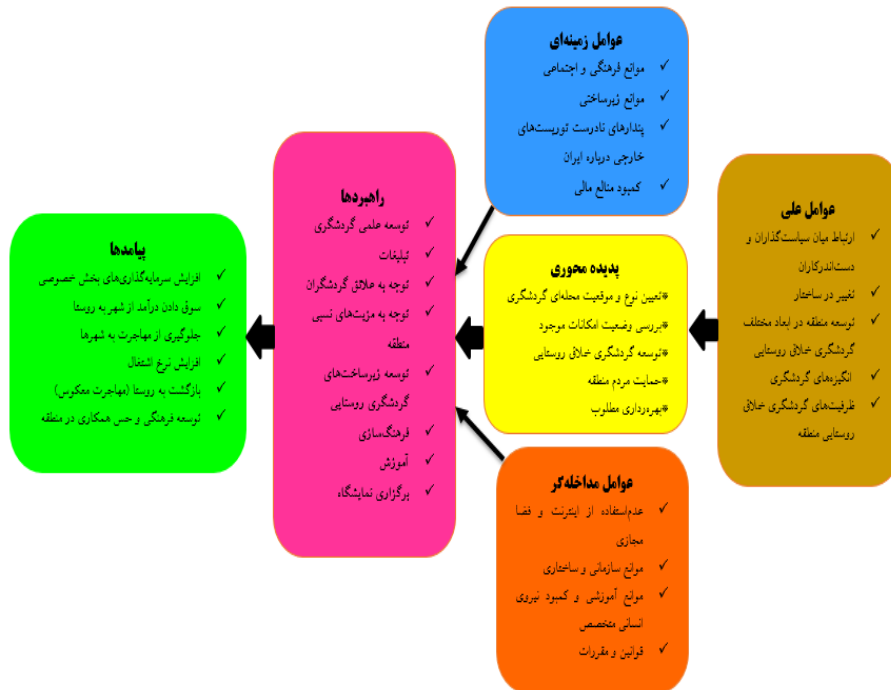 عوامل زمینه‌ای
موانع فرهنگی و اجتماعی
موانع زیرساختی
پندارهای نادرست توریست‌های
خارجی درباره ایران
کمبود منابع مالی
عوامل علی
ارتباط میان سیاست‌گذاران و
دست‌اندرکاران
تغییر در ساختار
توسعه منطقه در ابعاد مختلف
گردشگری خلاق روستایی
انگیزه‌های گردشگری
ظرفیت‌های گردشگری خلاق
روستایی منطقه
پدیده محوری
*تعیین نوع و موقعیت محله‌ای گردشگری
*بررسی وضعیت امکانات موجود
*توسعه گردشگری خلاق روستایی
*حمایت مردم منطقه
*بهره‌رداری مطلوب
عوامل مداخله‌گر
عدم‌استفاده از اینترنت و فضا
مجازی
موانع سازمانی و ساختاری
موانع آموزشی و کمبود نیروی
انسانی متخصص
قوانین و مقررات
راهبردها
توسعه علمی گردشگری
تبلیغات
توجه به علائق گردشگران
توجه به مزیت‌های نسبی
منطقه
توسعه زیرساخت‌های
گردشگری روستایی
فرهنگ‌سازی
آموزش
برگزاری نمایشگاه
پیامدها
افزایش سرمایه‌گذاری‌های بخش خصوصی
سوق دادن درآمد از شهر به روستا
جلوگیری از مهاجرت به شهرها
افزایش نرخ اشتغال
بازگشت به روستا (مهاجرت معکوس)
توسعه فرهنگی و حس همکاری در منطقه